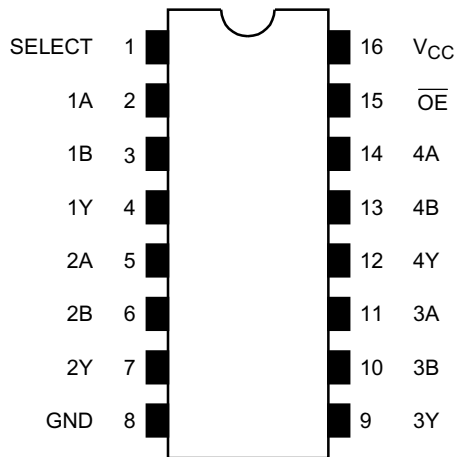 SELECT 1 16 VCC
1A 2 15 O̅E̅
1B 3 14 4A
1Y 4 13 4B
2A 5 12 4Y
2B 6 11 3A
2Y 7 10 3B
GND 8 9 3Y